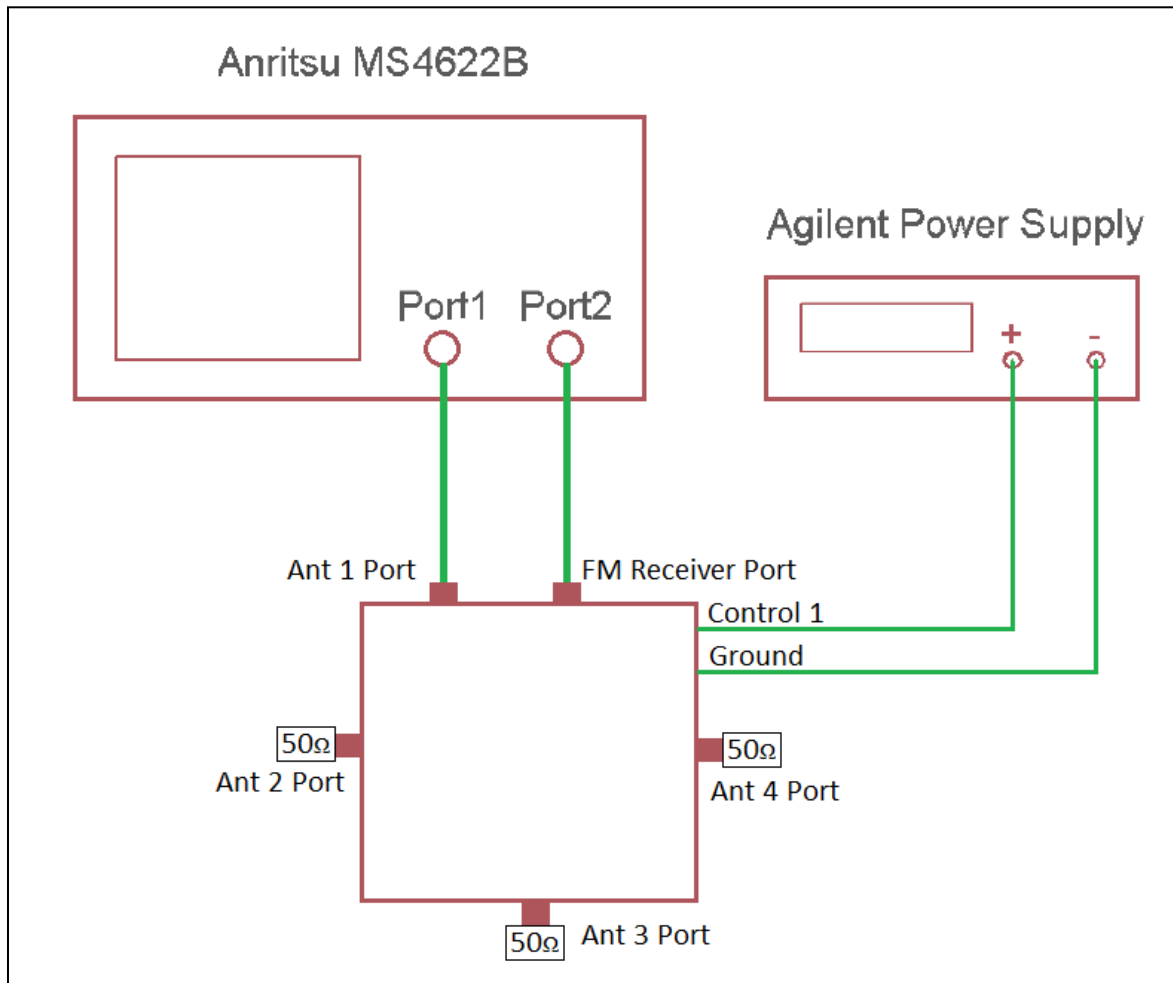 Anritsu MS4622B
Agilent Power Supply
Port1 Port2
+ -
Ant 1 Port
FM Receiver Port
Control 1
Ground
50Ω
Ant 2 Port
50Ω
Ant 4 Port
50Ω
Ant 3 Port